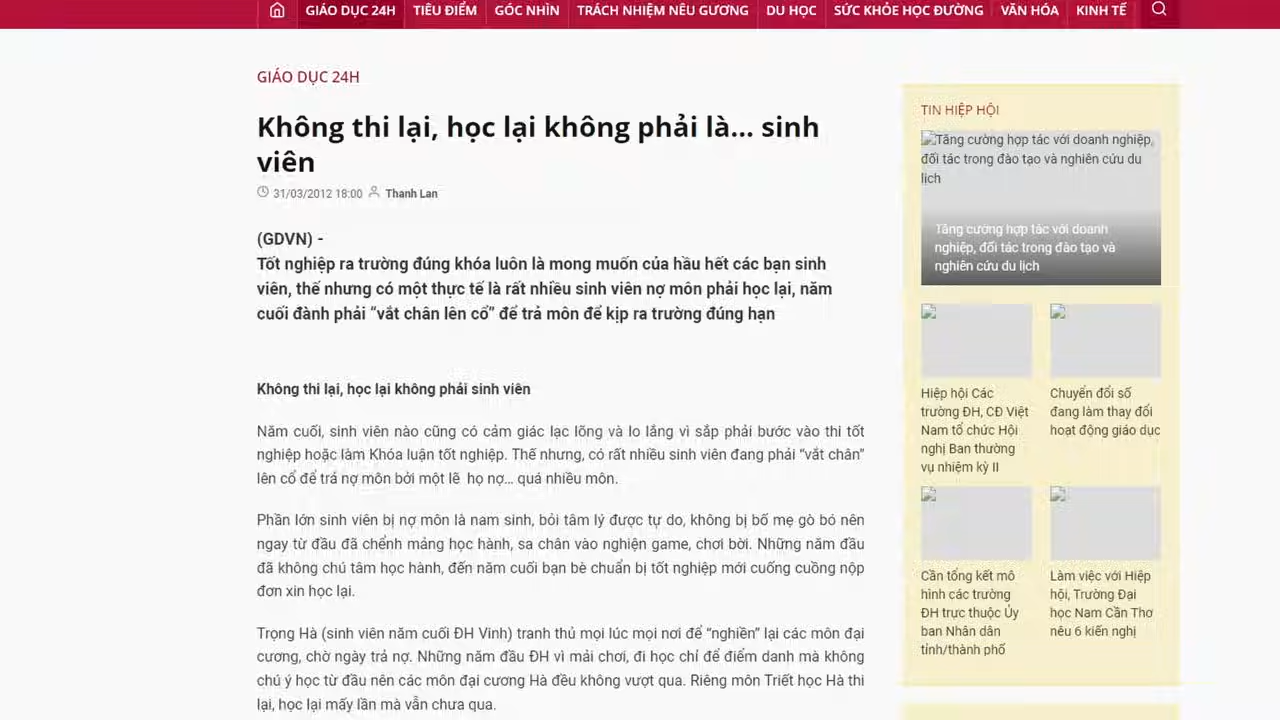 GIÁO DỤC 24H TIÊU ĐIỂM GÓC NHÌN TRÁCH NHIỆM NÊU GƯƠNG DU HỌC SỨC KHỎE HỌC ĐƯỜNG VĂN HÓA KINH TẾ
GIÁO DỤC 24H
Không thi lại, học lại không phải là... sinh
viên
31/03/2012 18:00 Thanh Lan
(GDVN) -
Tốt nghiệp ra trường đúng khóa luôn là mong muốn của hầu hết các bạn sinh
viên, thế nhưng có một thực tế là rất nhiều sinh viên nợ môn phải học lại, năm
cuối đành phải “vắt chân lên cổ” để trả môn để kịp ra trường đúng hạn
Không thi lại, học lại không phải sinh viên
Năm cuối, sinh viên nào cũng có cảm giác lạc lõng và lo lắng vì sắp phải bước vào thi tốt
nghiệp hoặc làm Khóa luận tốt nghiệp. Thế nhưng, có rất nhiều sinh viên đang phải “vắt chân”
lên cổ để trả nợ môn bởi một lẽ họ nợ... quá nhiều môn.
Phần lớn sinh viên bị nợ môn là nam sinh, bỏi tâm lý được tự do, không bị bố mẹ gò bó nên
ngay từ đầu đã chểnh mảng học hành, sa chân vào nghiện game, chơi bời. Những năm đầu
đã không chú tâm học hành, đến năm cuối bạn bè chuẩn bị tốt nghiệp mới cuống cuồng nộp
đơn xin học lại.
Trọng Hà (sinh viên năm cuối ĐH Vinh) tranh thủ mọi lúc mọi nơi để “nghiền” lại các môn đại
cương, chờ ngày trả nợ. Những năm đầu ĐH vì mải chơi, đi học chỉ để điểm danh mà không
chú ý học từ đầu nên các môn đại cương Hà đều không vượt qua. Riêng môn Triết học Hà thi
lại, học lại mấy lần mà vẫn chưa qua.
TIN HIỆP HỘI
Tăng cường hợp tác với doanh nghiệp,
đối tác trong đào tạo và nghiên cứu du
lịch
Tăng cường hợp tác với doanh
nghiệp, đối tác trong đào tạo và
nghiên cứu du lịch
Hiệp hội Các
trường ĐH, CĐ Việt
Nam tổ chức Hội
nghị Ban thường
vụ nhiệm kỳ II
Chuyển đổi số
đang làm thay đổi
hoạt động giáo dục
Cần tổng kết mô
hình các trường
ĐH trực thuộc Ủy
ban Nhân dân
tỉnh/thành phố
Làm việc với Hiệp
hội, Trường Đại
học Nam Cần Thơ
nêu 6 kiến nghị